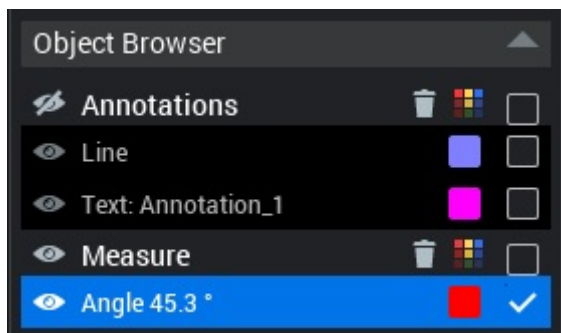 Object Browser
Annotations
Line
Text: Annotation_1
Measure
Angle 45.3 °